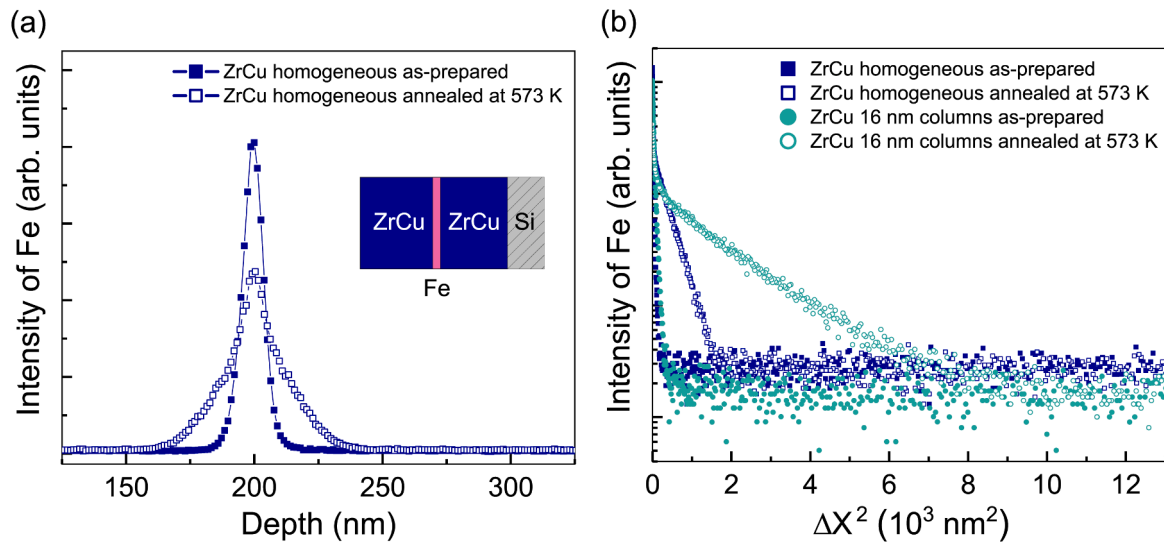 (a)
Intensity of Fe (arb. units)
ZrCu homogeneous as-prepared
ZrCu homogeneous annealed at 573 K
ZrCu
ZrCu
Si
Fe
150
200
250
300
Depth (nm)
(b)
Intensity of Fe (arb. units)
ZrCu homogeneous as-prepared
ZrCu homogeneous annealed at 573 K
ZrCu 16 nm columns as-prepared
ZrCu 16 nm columns annealed at 573 K
0
2
4
6
8
10
12
ΔX² (10³ nm²)